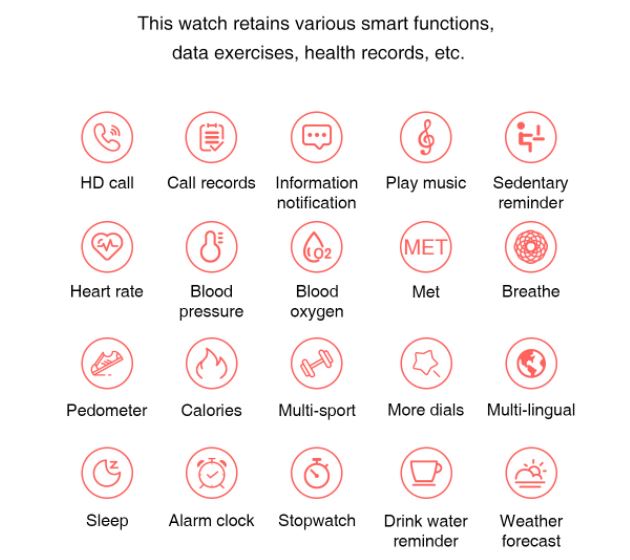 This watch retains various smart functions,
data exercises, health records, etc.
HD call
Call records
Information
notification
Play music
Sedentary
reminder
O2
MET
Heart rate
Blood
pressure
Blood
oxygen
Met
Breathe
Pedometer
Calories
Multi-sport
More dials
Multi-lingual
z
Sleep
Alarm clock
Stopwatch
Drink water
reminder
Weather
forecast